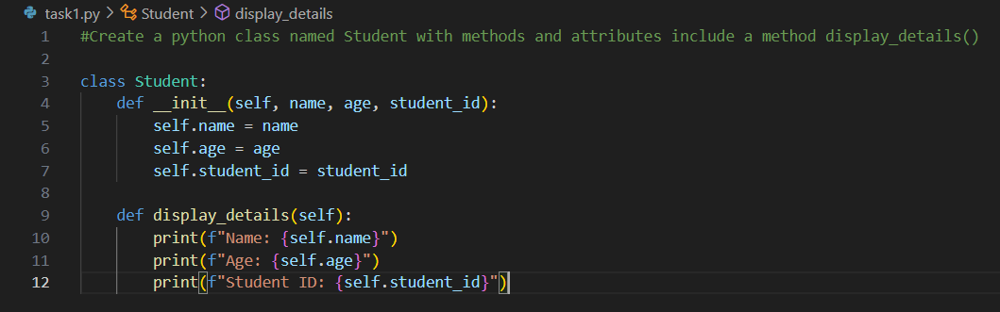 task1.py > Student > display_details
1 #Create a python class named Student with methods and attributes include a method display_details()
2
3 class Student:
4     def __init__(self, name, age, student_id):
5         self.name = name
6         self.age = age
7         self.student_id = student_id
8
9     def display_details(self):
10         print(f"Name: {self.name}")
11         print(f"Age: {self.age}")
12         print(f"Student ID: {self.student_id}")